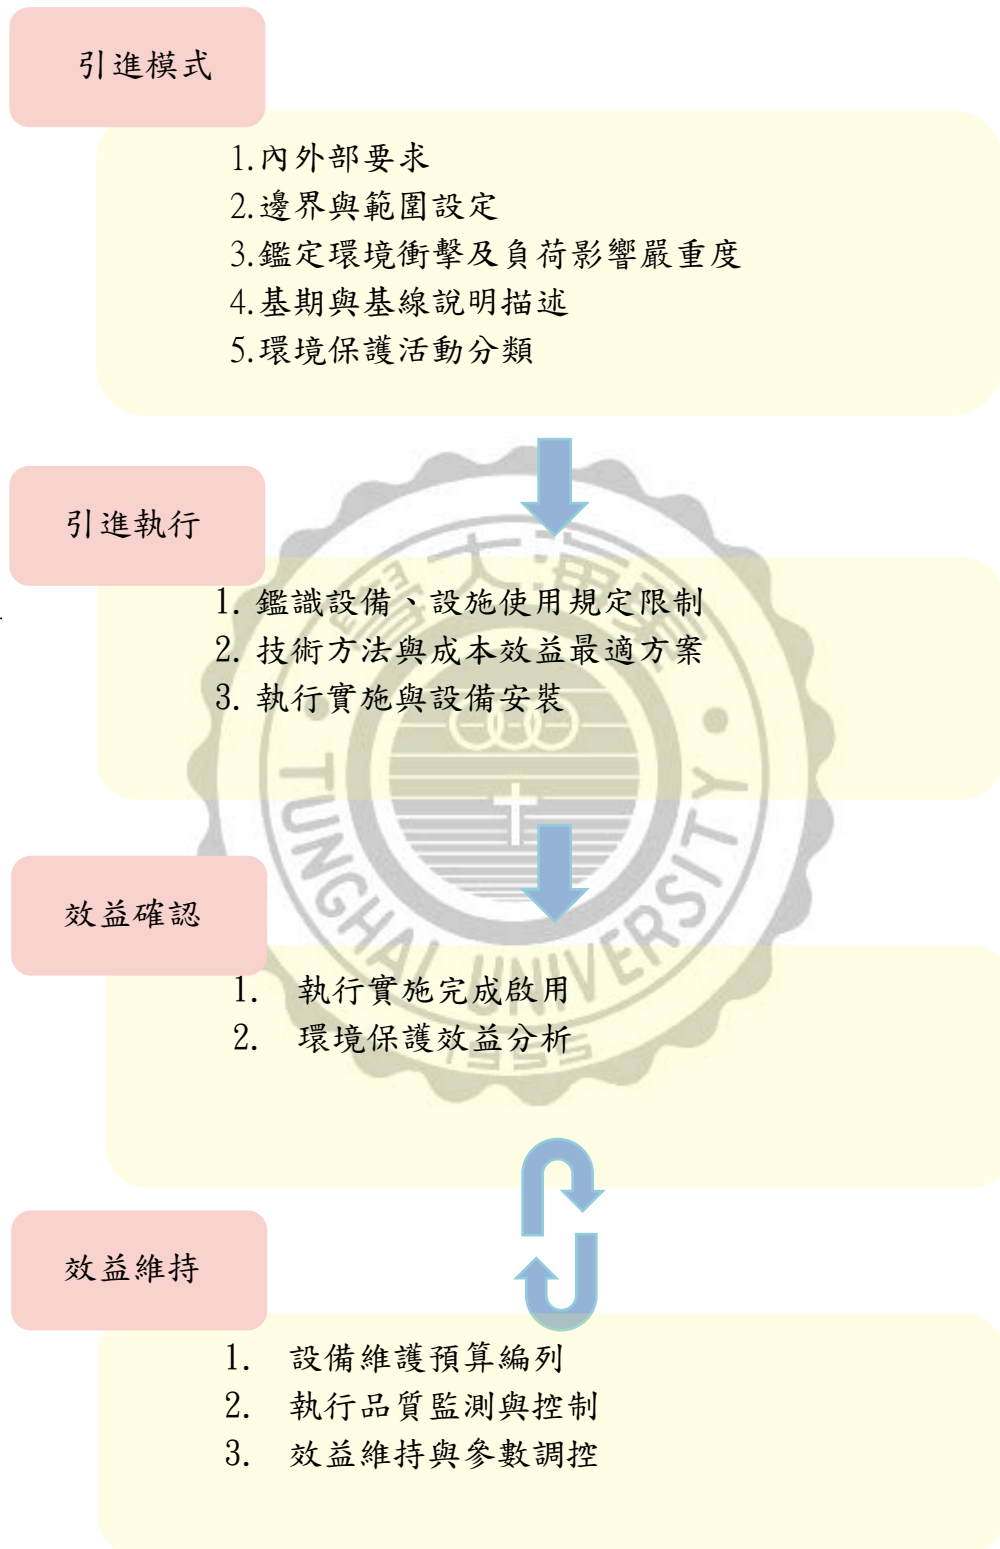 引進模式
1.內外部要求
2.邊界與範圍設定
3.鑑定環境衝擊及負荷影響嚴重度
4.基期與基線說明描述
5.環境保護活動分類
引進執行
1. 鑑識設備、設施使用規定限制
2. 技術方法與成本效益最適方案
3. 執行實施與設備安裝
效益確認
1. 執行實施完成啟用
2. 環境保護效益分析
效益維持
1. 設備維護預算編列
2. 執行品質監測與控制
3. 效益維持與參數調控
學大海東
TUNGHAI UNIVERSITY
1955